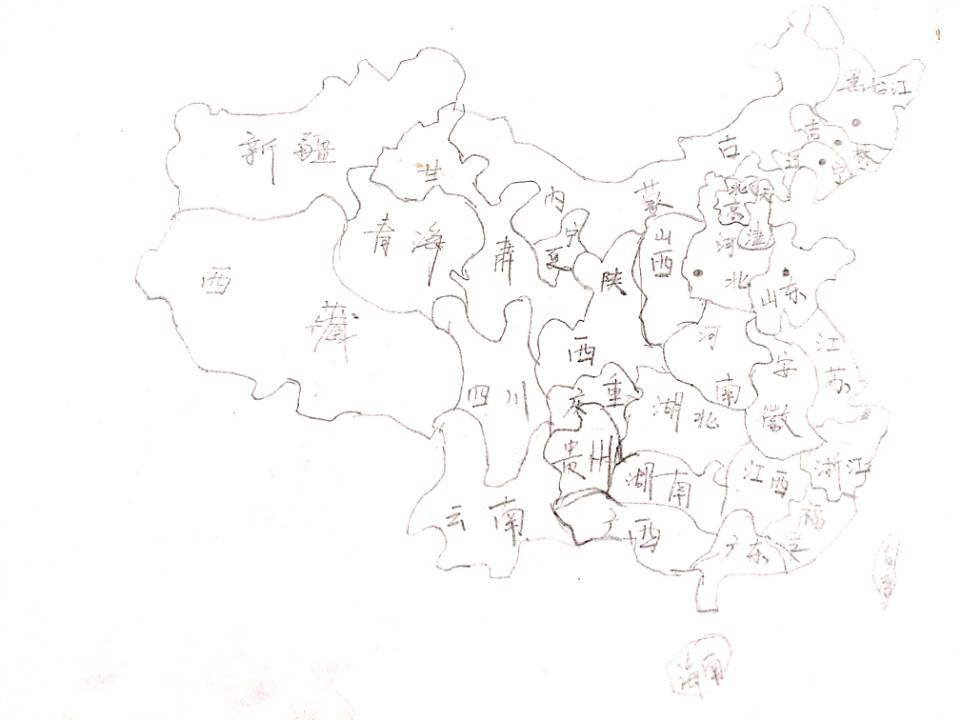 黑龙江
吉林
辽宁
新疆
甘肃
内蒙古
北京
天津
青海
宁夏
山西
河北
陕西
西藏
山东
河南
江苏
安徽
四川
重庆
湖北
贵州
湖南
江西
浙江
云南
广西
福建
广东
台湾
海南